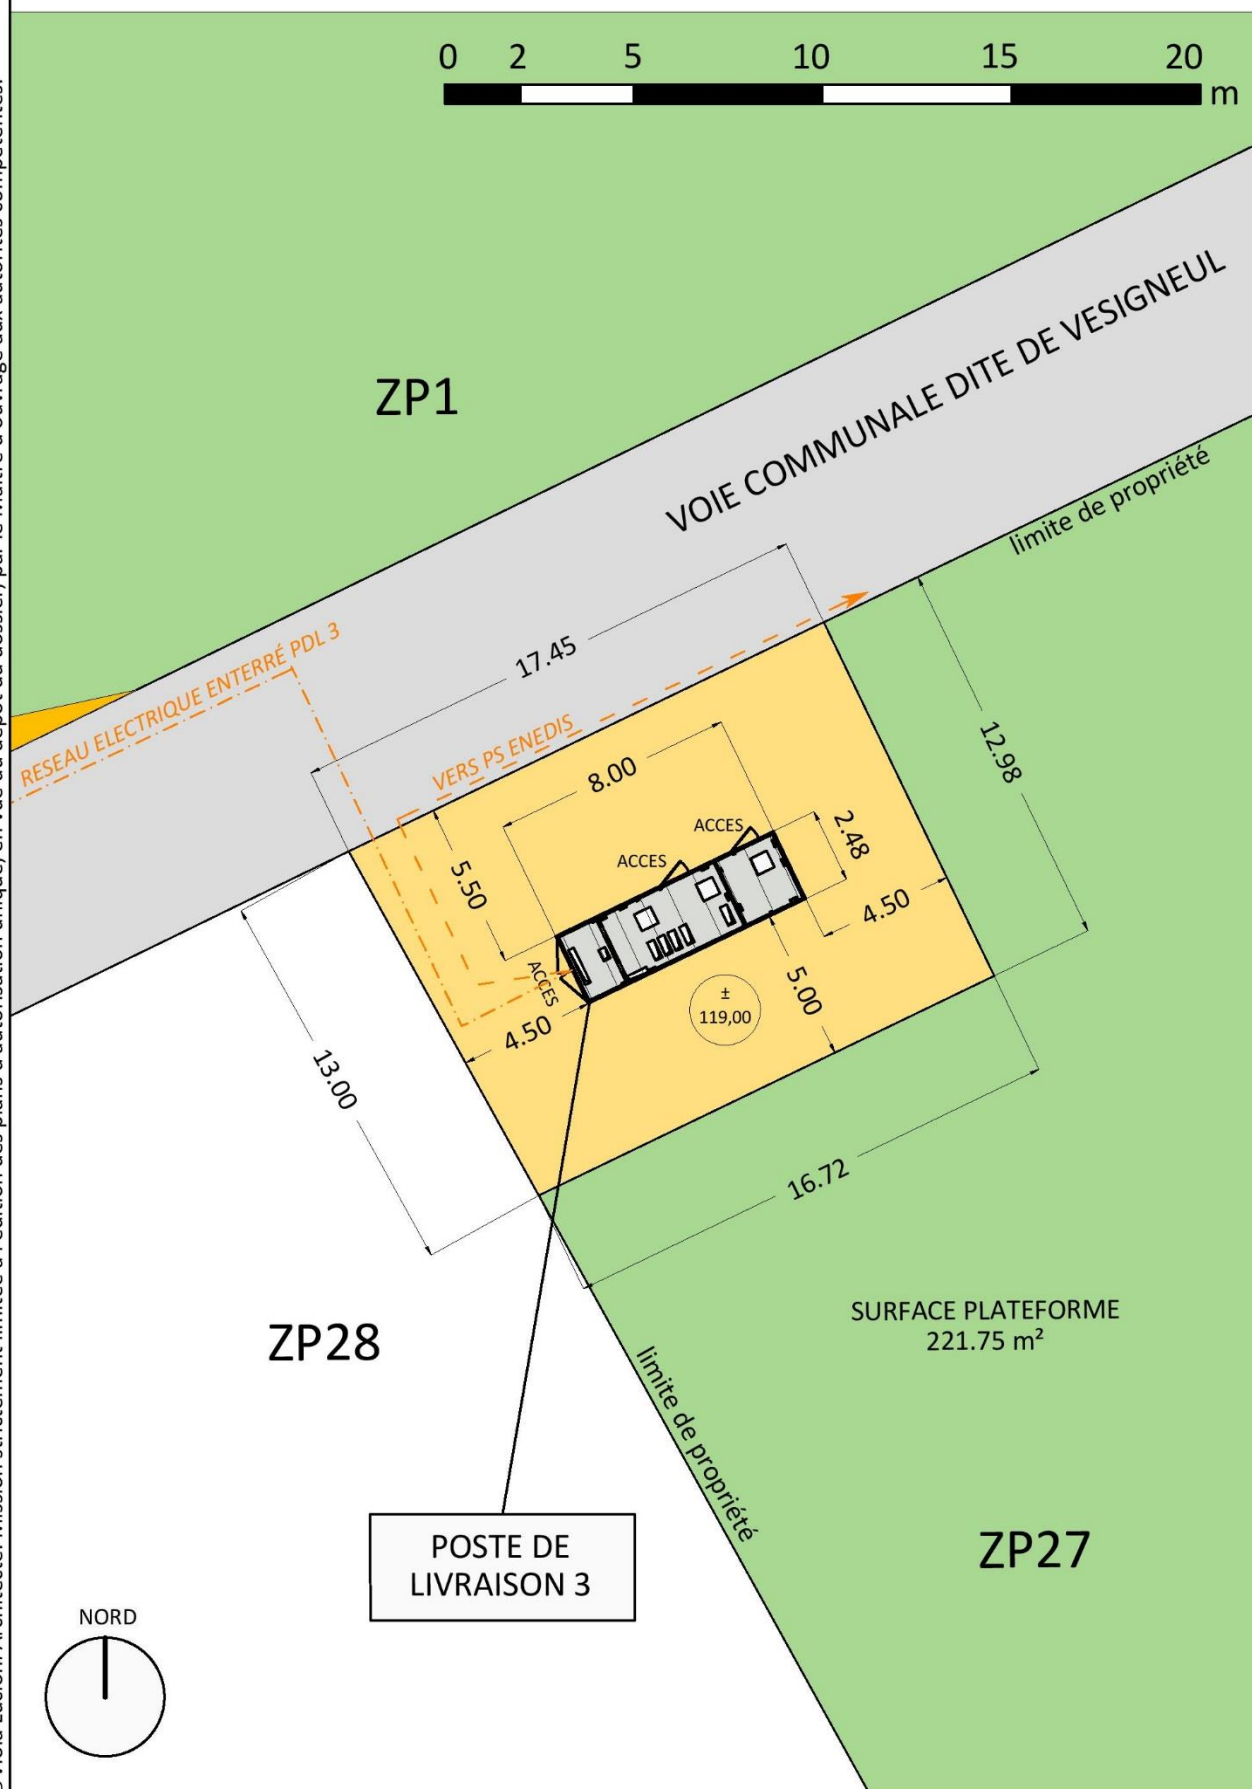 0 2 5 10 15 20 m
VOIE COMMUNALE DITE DE VESIGNEUL
ZP1
limite de propriété
RESEAU ELECTRIQUE ENTERRÉ PDL 3
17.45
VERS PS ENEDIS
12.98
8.00
ACCES
2.48
ACCES
5.50
4.50
ACCES
5.00
±
119,00
4.50
13.00
16.72
SURFACE PLATEFORME
221.75 m²
ZP28
limite de propriété
POSTE DE
LIVRAISON 3
ZP27
NORD